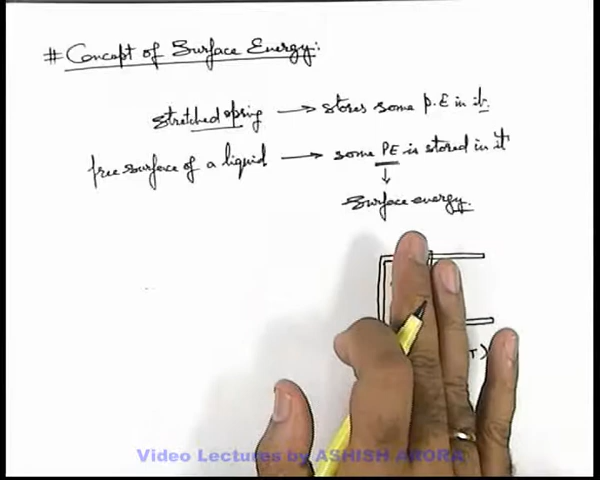 # Concept of Surface Energy:
stretched spring → stores some P.E in it.
free surface of a liquid → some PE is stored in it
↓
Surface energy.
T)
Video Lectures by ASHISH ARORA